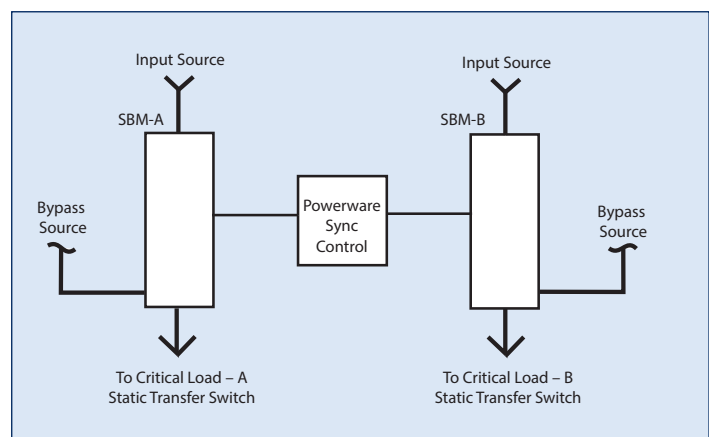 Input Source
Input Source
SBM-A
SBM-B
Powerware
Sync
Control
Bypass
Source
Bypass
Source
To Critical Load – A
Static Transfer Switch
To Critical Load – B
Static Transfer Switch